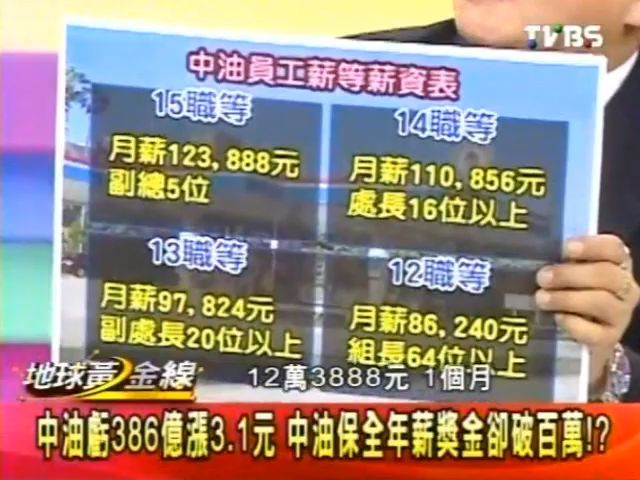 TVBS
中油員工薪等薪資表
15職等
月薪123,888元
副總5位
14職等
月薪110,856元
處長16位以上
13職等
月薪97,824元
副處長20位以上
12職等
月薪86,240元
組長64位以上
地球黃金線
12萬3888元 1個月
中油虧386億漲3.1元 中油保全年薪獎金卻破百萬!?